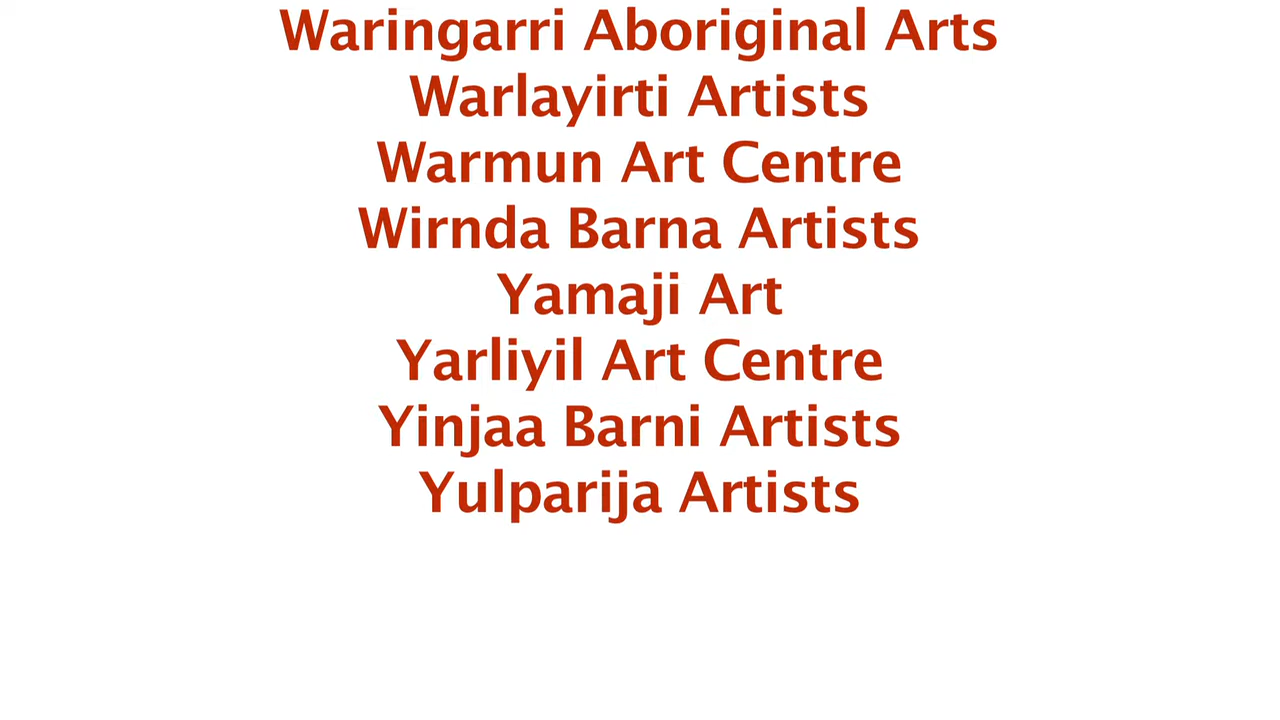 Waringarri Aboriginal Arts
Warlayirti Artists
Warmun Art Centre
Wirnda Barna Artists
Yamaji Art
Yarliyil Art Centre
Yinjaa Barni Artists
Yulparija Artists